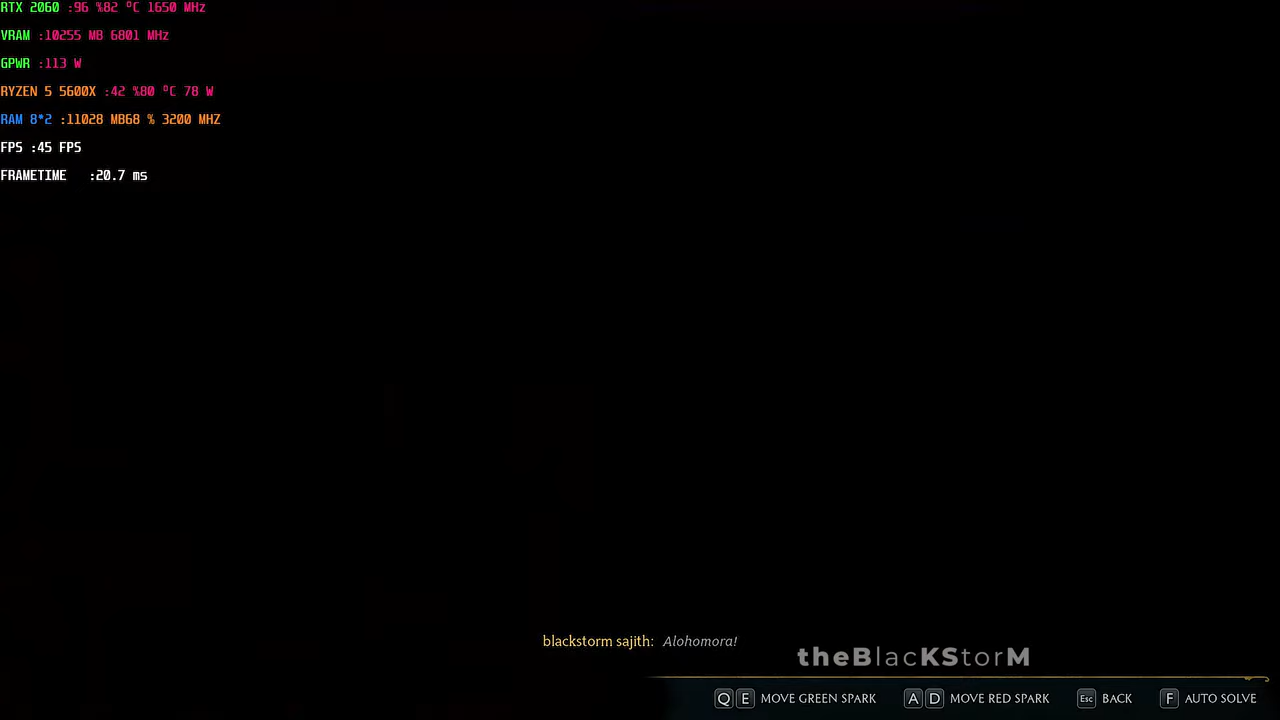 RTX 2060 :96 %82 °C 1650 MHz
VRAM :10255 MB 6801 MHz
GPWR :113 W
RYZEN 5 5600X :42 %80 °C 78 W
RAM 8*2 :11028 MB68 % 3200 MHZ
FPS :45 FPS
FRAMETIME :20.7 ms
blackstorm sajith: Alohomora!
theBlacKStorM
Q E MOVE GREEN SPARK A D MOVE RED SPARK Esc BACK F AUTO SOLVE